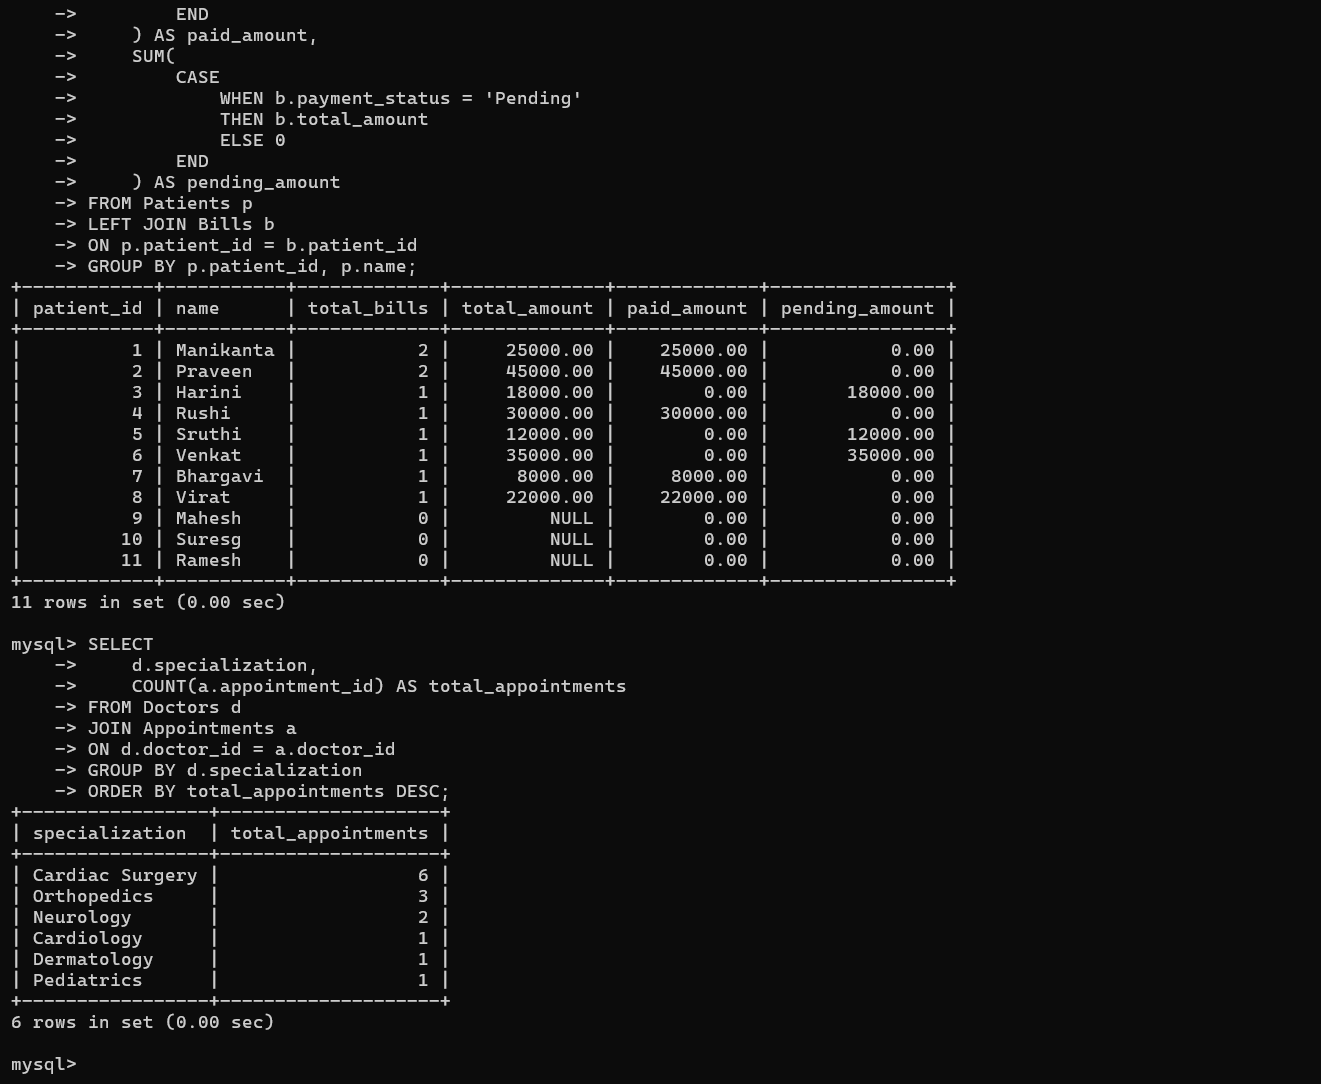 ->         END
    ->     ) AS paid_amount,
    ->     SUM(
    ->         CASE
    ->             WHEN b.payment_status = 'Pending'
    ->             THEN b.total_amount
    ->             ELSE 0
    ->         END
    ->     ) AS pending_amount
    -> FROM Patients p
    -> LEFT JOIN Bills b
    -> ON p.patient_id = b.patient_id
    -> GROUP BY p.patient_id, p.name;
+------------+-----------+-------------+--------------+-------------+----------------+
| patient_id | name      | total_bills | total_amount | paid_amount | pending_amount |
+------------+-----------+-------------+--------------+-------------+----------------+
|          1 | Manikanta |           2 |     25000.00 |    25000.00 |           0.00 |
|          2 | Praveen   |           2 |     45000.00 |    45000.00 |           0.00 |
|          3 | Harini    |           1 |     18000.00 |        0.00 |       18000.00 |
|          4 | Rushi     |           1 |     30000.00 |    30000.00 |           0.00 |
|          5 | Sruthi    |           1 |     12000.00 |        0.00 |       12000.00 |
|          6 | Venkat    |           1 |     35000.00 |        0.00 |       35000.00 |
|          7 | Bhargavi  |           1 |      8000.00 |     8000.00 |           0.00 |
|          8 | Virat     |           1 |     22000.00 |    22000.00 |           0.00 |
|          9 | Mahesh    |           0 |         NULL |        0.00 |           0.00 |
|         10 | Suresg    |           0 |         NULL |        0.00 |           0.00 |
|         11 | Ramesh    |           0 |         NULL |        0.00 |           0.00 |
+------------+-----------+-------------+--------------+-------------+----------------+
11 rows in set (0.00 sec)

mysql> SELECT
    ->     d.specialization,
    ->     COUNT(a.appointment_id) AS total_appointments
    -> FROM Doctors d
    -> JOIN Appointments a
    -> ON d.doctor_id = a.doctor_id
    -> GROUP BY d.specialization
    -> ORDER BY total_appointments DESC;
+-----------------+--------------------+
| specialization  | total_appointments |
+-----------------+--------------------+
| Cardiac Surgery |                  6 |
| Orthopedics     |                  3 |
| Neurology       |                  2 |
| Cardiology      |                  1 |
| Dermatology     |                  1 |
| Pediatrics      |                  1 |
+-----------------+--------------------+
6 rows in set (0.00 sec)

mysql>